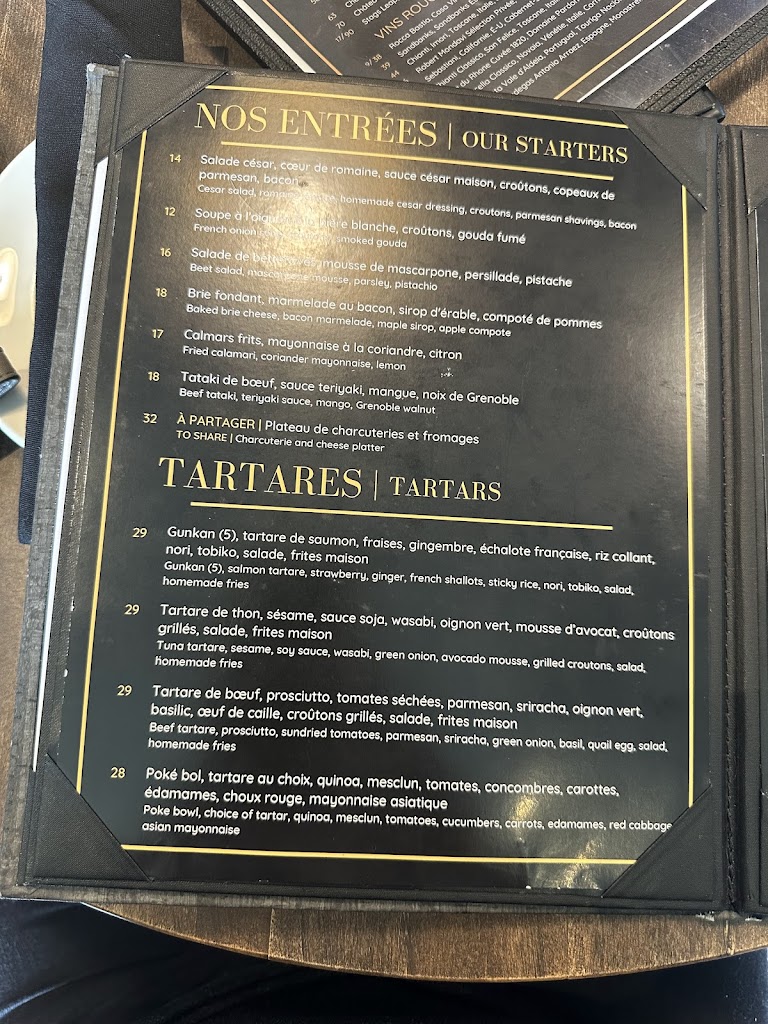 65
70
17/90
VINS ROU
9/38
39
44
NOS ENTRÉES | OUR STARTERS
14 Salade césar, cœur de romaine, sauce césar maison, croûtons, copeaux de
parmesan, bacon
Cesar salad, homemade cesar dressing, croutons, parmesan shavings, bacon
12 Soupe à blanche, croûtons, gouda fumé
French onion smoked gouda
16 Salade de mousse de mascarpone, persillade, pistache
Beet salad, mousse, parsley, pistachio
18 Brie fondant, marmelade au bacon, sirop d'érable, compoté de pommes
Baked brie cheese, bacon marmelade, maple sirop, apple compote
17 Calmars frits, mayonnaise à la coriandre, citron
Fried calamari, coriander mayonnaise, lemon
18 Tataki de bœuf, sauce teriyaki, mangue, noix de Grenoble
Beef tataki, teriyaki sauce, mango, Grenoble walnut
32 À PARTAGER | Plateau de charcuteries et fromages
TO SHARE | Charcuterie and cheese platter
TARTARES | TARTARS
29 Gunkan (5), tartare de saumon, fraises, gingembre, échalote française, riz collant,
nori, tobiko, salade, frites maison
Gunkan (5), salmon tartare, strawberry, ginger, french shallots, sticky rice, nori, tobiko, salad,
homemade fries
29 Tartare de thon, sésame, sauce soja, wasabi, oignon vert, mousse d'avocat, croûtons
grillés, salade, frites maison
Tuna tartare, sesame, soy sauce, wasabi, green onion, avocado mousse, grilled croutons, salad,
homemade fries
29 Tartare de bœuf, prosciutto, tomates séchées, parmesan, sriracha, oignon vert,
basilic, œuf de caille, croûtons grillés, salade, frites maison
Beef tartare, prosciutto, sundried tomatoes, parmesan, sriracha, green onion, basil, quail egg, salad,
homemade fries
28 Poké bol, tartare au choix, quinoa, mesclun, tomates, concombres, carottes,
édamames, choux rouge, mayonnaise asiatique
Poke bowl, choice of tartar, quinoa, mesclun, tomatoes, cucumbers, carrots, edamames, red cabbage
asian mayonnaise